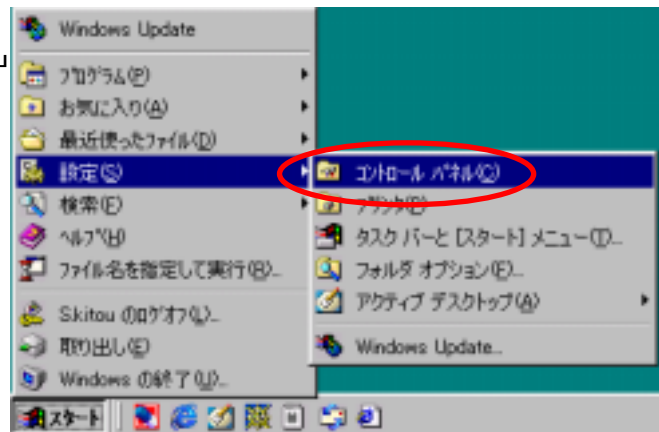 Windows Update
プログラム(P)
お気に入り(A)
最近使ったファイル(D)
設定(S)
検索(F)
ヘルプ(H)
ファイル名を指定して実行(R)...
Skitou のログオフ(L)...
取り出し(E)
Windows の終了(U)...
スタート
コントロール パネル(C)
プリンタ(P)
タスク バーと [スタート] メニュー(T)...
フォルダ オプション(F)...
アクティブ デスクトップ(A)
Windows Update...